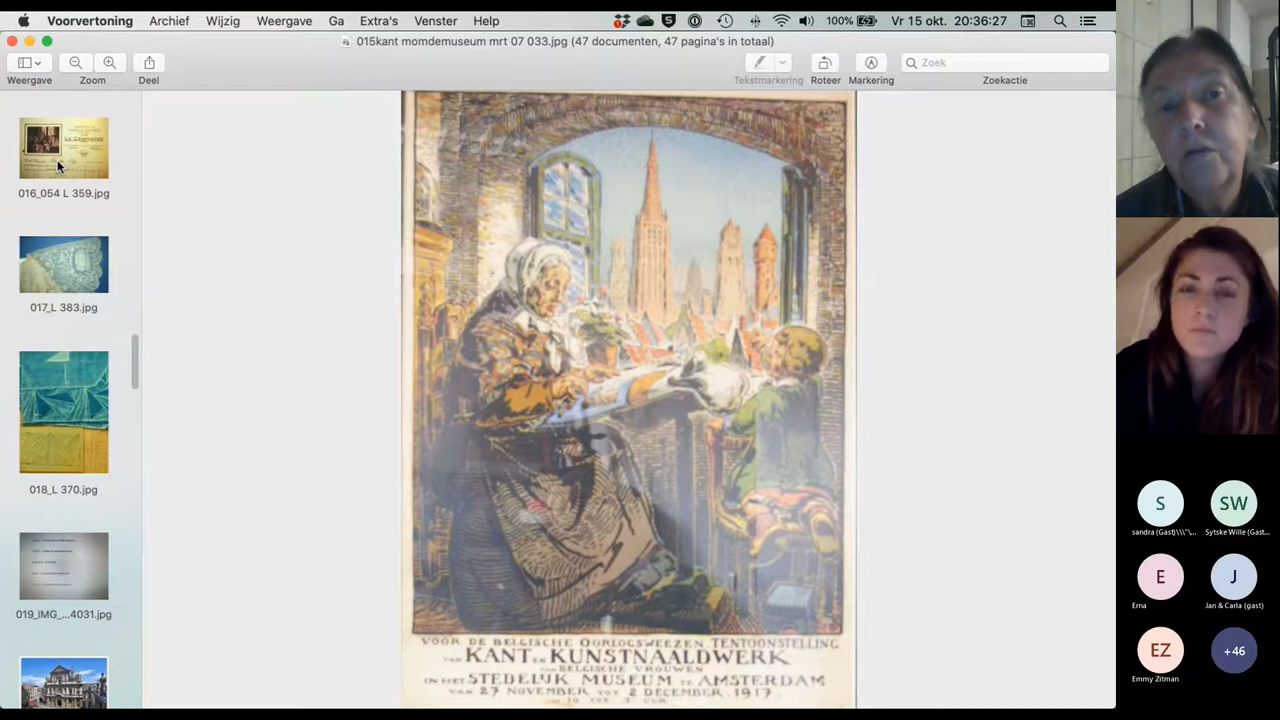 Voorvertoning Archief Wijzig Weergave Ga Extra's Venster Help 100% Vr 15 okt. 20:36:27
015kant momdemuseum mrt 07 033.jpg (47 documenten, 47 pagina's in totaal)
Weergave Zoom Deel Tekstmarkering Roteer Markering Zoek Zoekactie
016_054 L 359.jpg
017_L 383.jpg
018_L 370.jpg
019_IMG_...4031.jpg
VOOR DE BELGISCHE OORLOGSWEEZEN TENTOONSTELLING
VAN KANT EN KUNSTNAALDWERK
VAN BELGISCHE VROUWEN
IN HET STEDELIJK MUSEUM TE AMSTERDAM
VAN 27 NOVEMBER TOT 2 DECEMBER 1917
S
sandra (Gast)\\\"\...
SW
Sytske Wille (Gast...
E
Erna
J
Jan & Carla (gast)
EZ
Emmy Zitman
+46